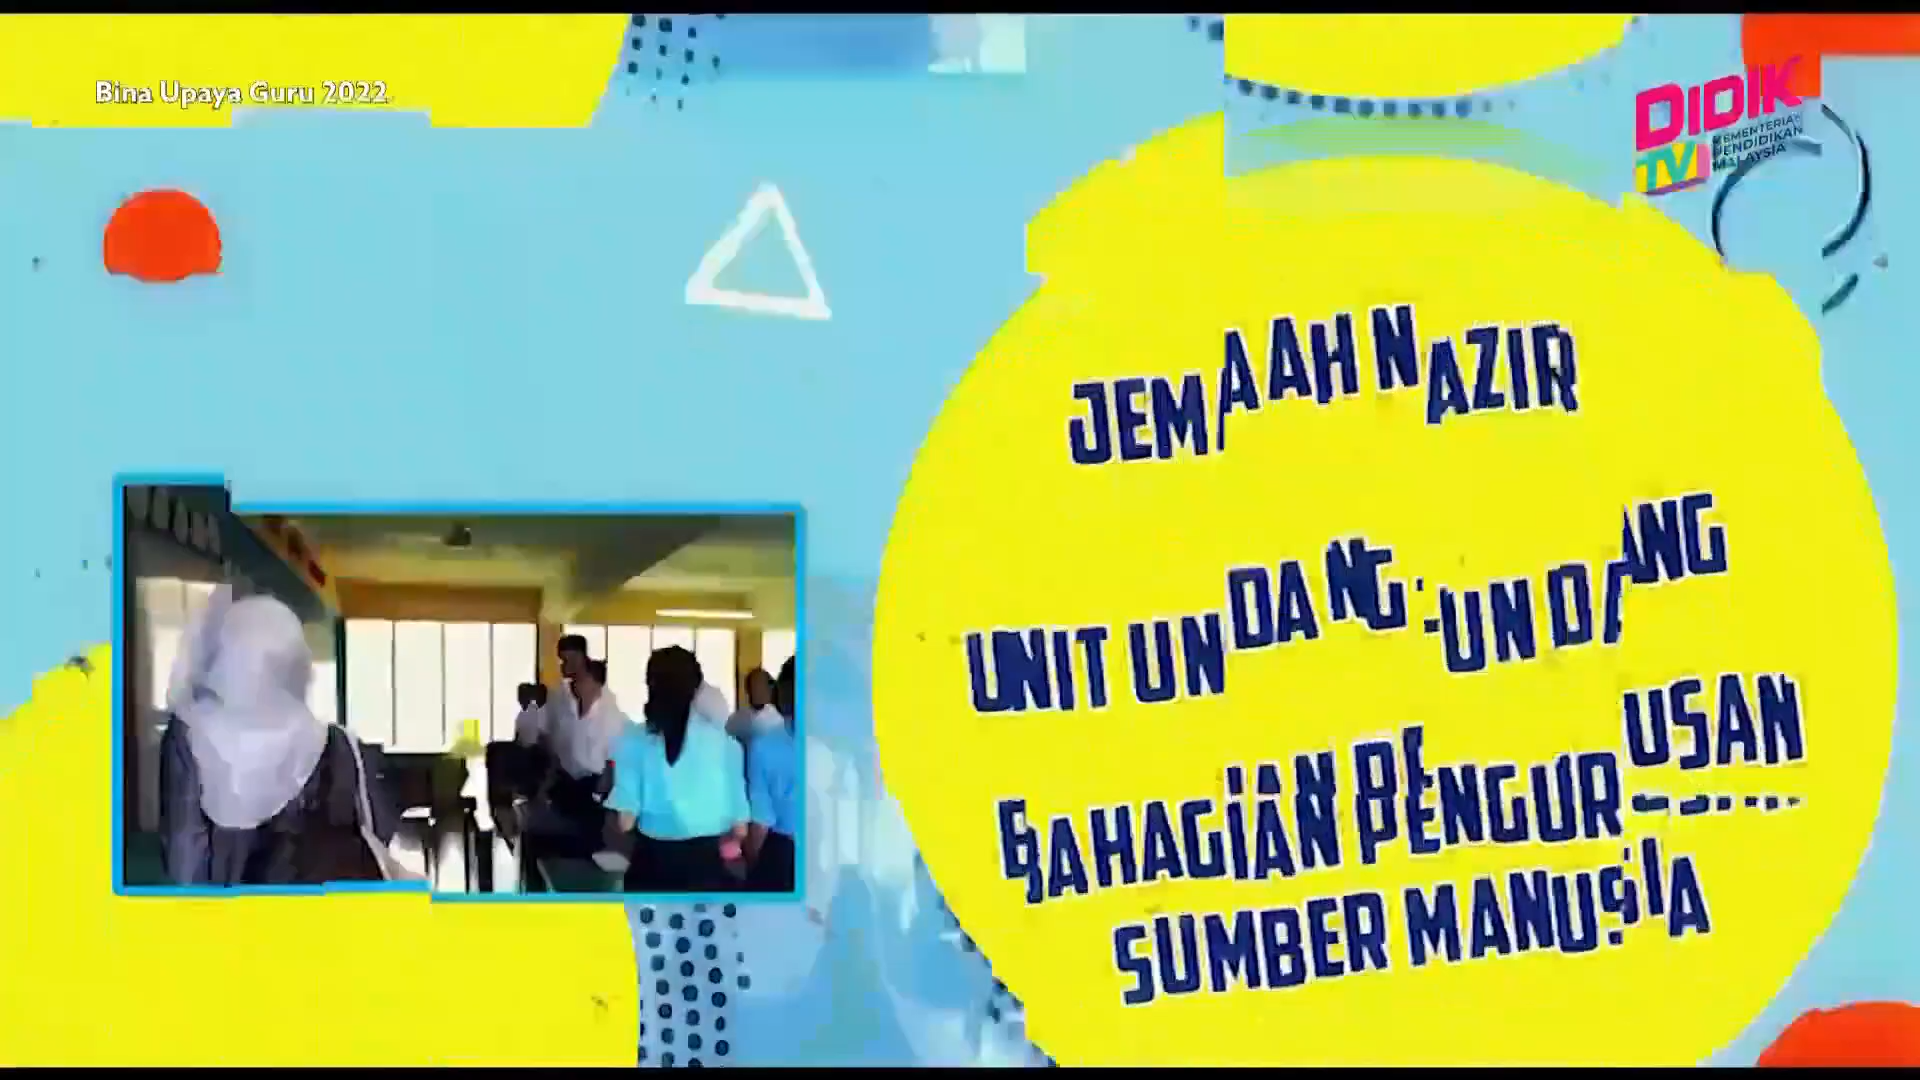 Bina Upaya Guru 2022
DIDIK
TV
KEMENTERIAN
PENDIDIKAN
MALAYSIA
JEMAAH NAZIR
UNIT UNDANG-UNDANG
BAHAGIAN PENGURUSAN
SUMBER MANUSIA